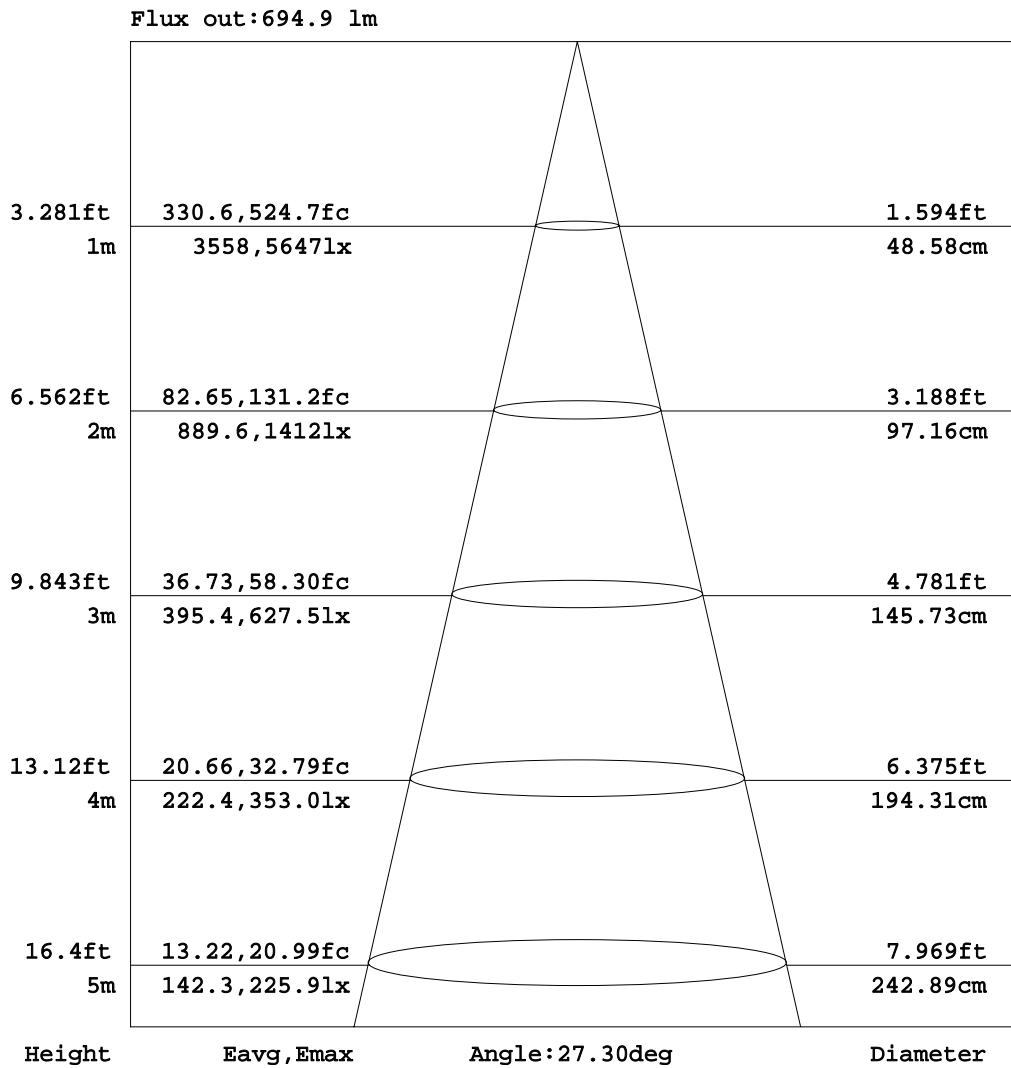 Flux out:694.9 lm
3.281ft 330.6,524.7fc 1.594ft
1m 3558,5647lx 48.58cm
6.562ft 82.65,131.2fc 3.188ft
2m 889.6,1412lx 97.16cm
9.843ft 36.73,58.30fc 4.781ft
3m 395.4,627.5lx 145.73cm
13.12ft 20.66,32.79fc 6.375ft
4m 222.4,353.0lx 194.31cm
16.4ft 13.22,20.99fc 7.969ft
5m 142.3,225.9lx 242.89cm
Height Eavg,Emax Angle:27.30deg Diameter